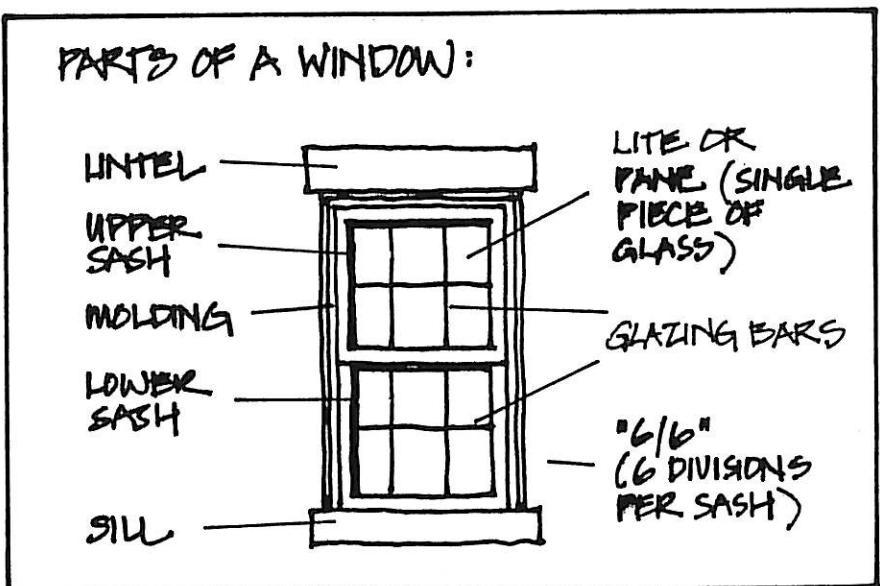 PARTS OF A WINDOW:
LINTEL
UPPER
SASH
MOLDING
LOWER
SASH
SILL
LITE OR
PANE (SINGLE
PIECE OF
GLASS)
GLAZING BARS
"6/6"
(6 DIVISIONS
PER SASH)